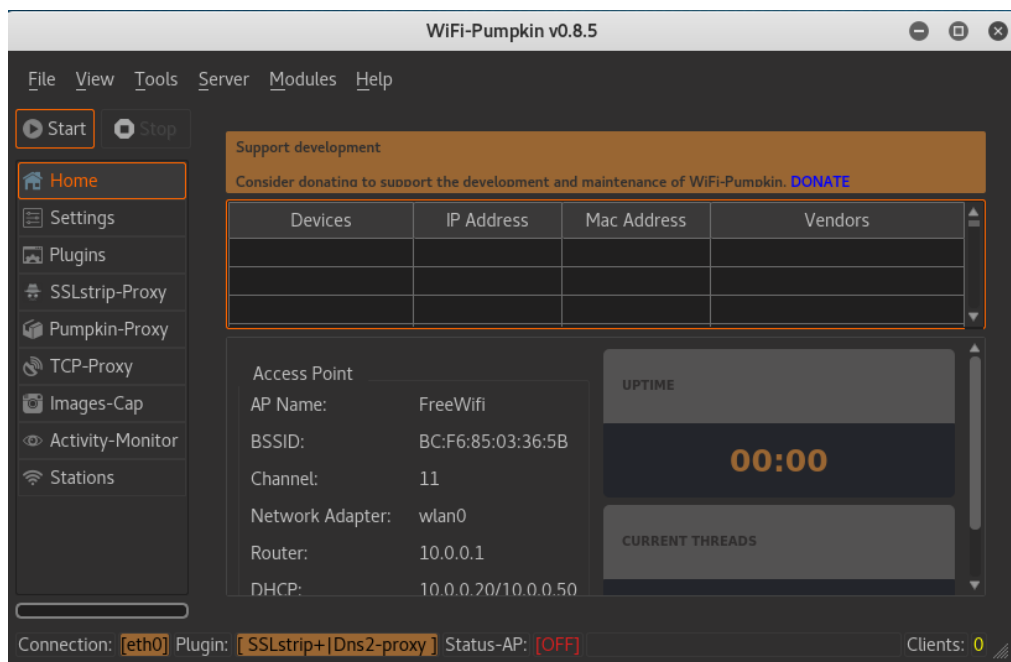 WiFi-Pumpkin v0.8.5
File View Tools Server Modules Help
Start Stop
Support development
Consider donating to support the development and maintenance of WiFi-Pumpkin. DONATE
Home
Settings
Plugins
SSLstrip-Proxy
Pumpkin-Proxy
TCP-Proxy
Images-Cap
Activity-Monitor
Stations
Devices IP Address Mac Address Vendors
Access Point
AP Name: FreeWifi
BSSID: BC:F6:85:03:36:5B
Channel: 11
Network Adapter: wlan0
Router: 10.0.0.1
DHCP: 10.0.0.20/10.0.0.50
UPTIME
00:00
CURRENT THREADS
Connection: [eth0] Plugin: [ SSLstrip+|Dns2-proxy ] Status-AP: [OFF] Clients: 0